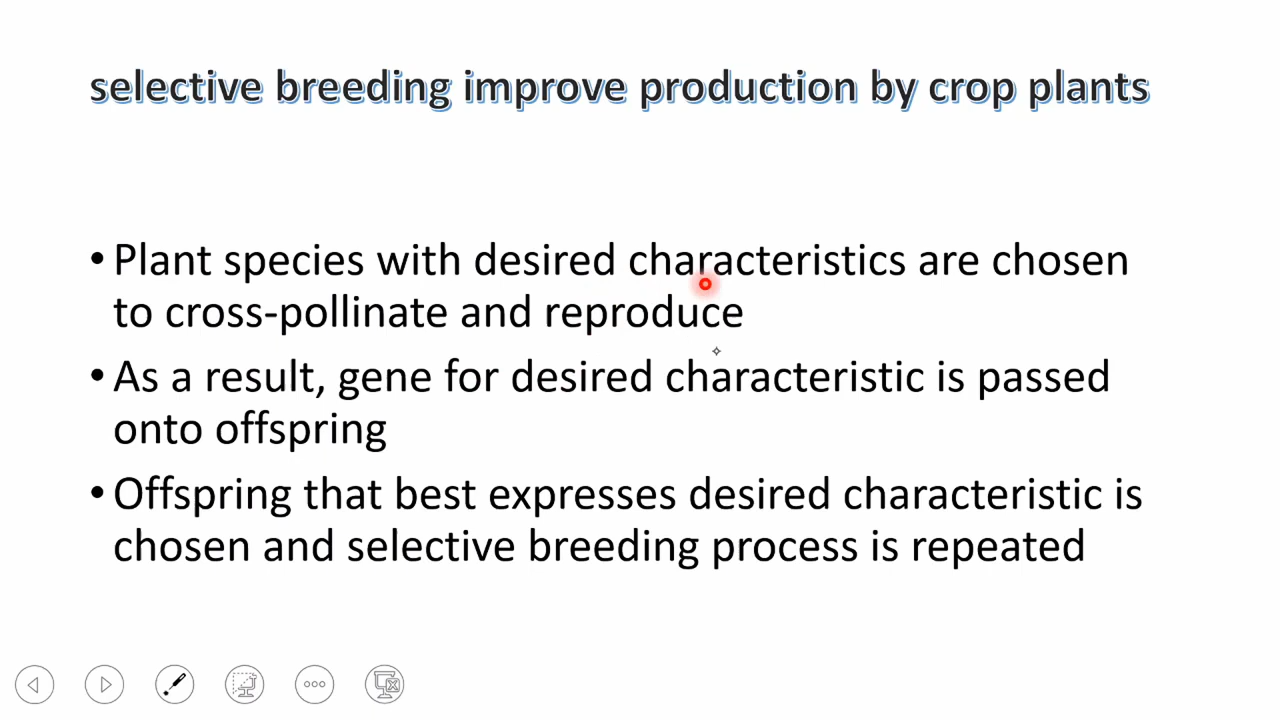 selective breeding improve production by crop plants
• Plant species with desired characteristics are chosen
to cross-pollinate and reproduce
• As a result, gene for desired characteristic is passed
onto offspring
• Offspring that best expresses desired characteristic is
chosen and selective breeding process is repeated